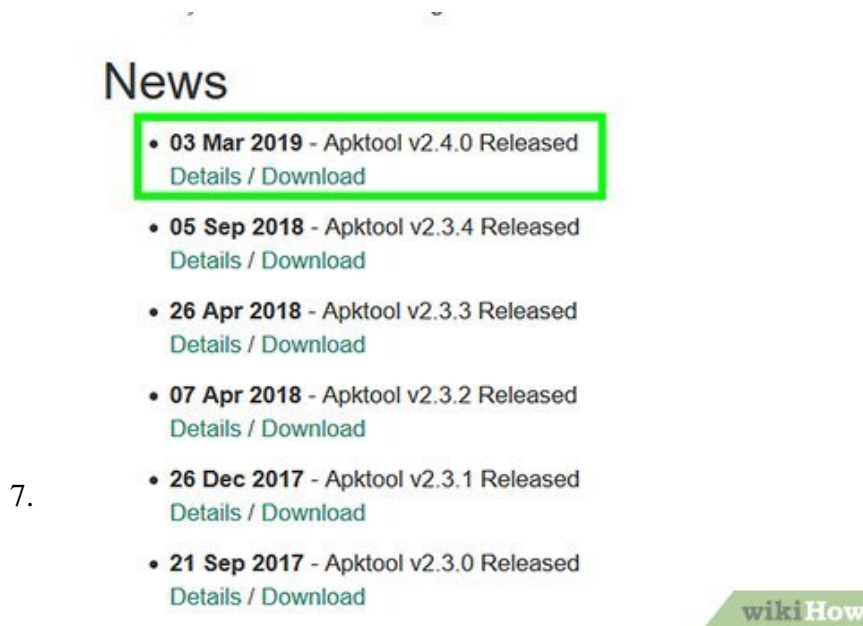 News
• 03 Mar 2019 - Apktool v2.4.0 Released
Details / Download
• 05 Sep 2018 - Apktool v2.3.4 Released
Details / Download
• 26 Apr 2018 - Apktool v2.3.3 Released
Details / Download
• 07 Apr 2018 - Apktool v2.3.2 Released
Details / Download
7.
• 26 Dec 2017 - Apktool v2.3.1 Released
Details / Download
• 21 Sep 2017 - Apktool v2.3.0 Released
Details / Download
wikiHow